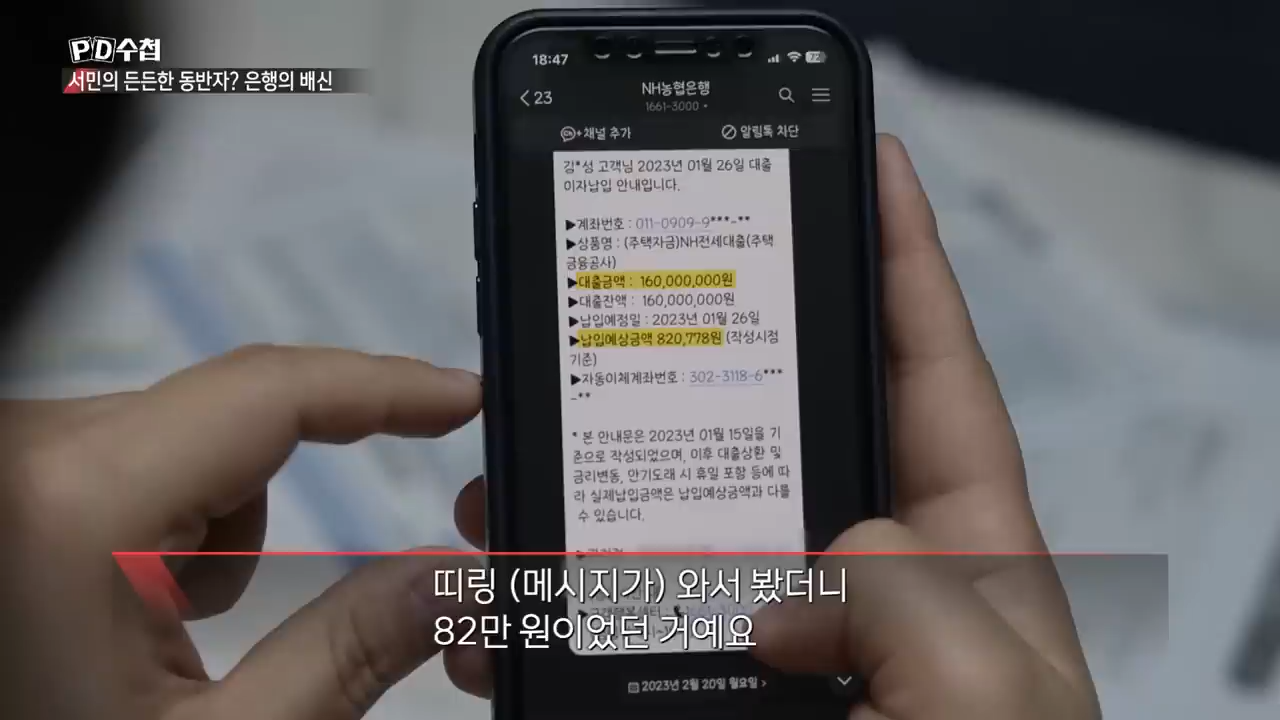 PD수첩
서민의 든든한 동반자? 은행의 배신
18:47
72
23
NH농협은행
1661-3000
채널 추가
알림톡 차단
강*성 고객님 2023년 01월 26일 대출
이자납입 안내입니다.
▶계좌번호 : 011-0909-9***-**
▶상품명 : (주택자금)NH전세대출(주택
금융공사)
▶대출금액 : 160,000,000원
▶대출잔액 : 160,000,000원
▶납입예정일 : 2023년 01월 26일
▶납입예상금액 820,778원 (작성시점
기준)
▶자동이체계좌번호 : 302-3118-6***
-**
* 본 안내문은 2023년 01월 15일을 기
준으로 작성되었으며, 이후 대출상환 및
금리변동, 만기도래 시 휴일 포함 등에 따
라 실제납입금액은 납입예상금액과 다를
수 있습니다.
띠링 (메시지가) 와서 봤더니
82만 원이었던 거예요
2023년 2월 20일 월요일